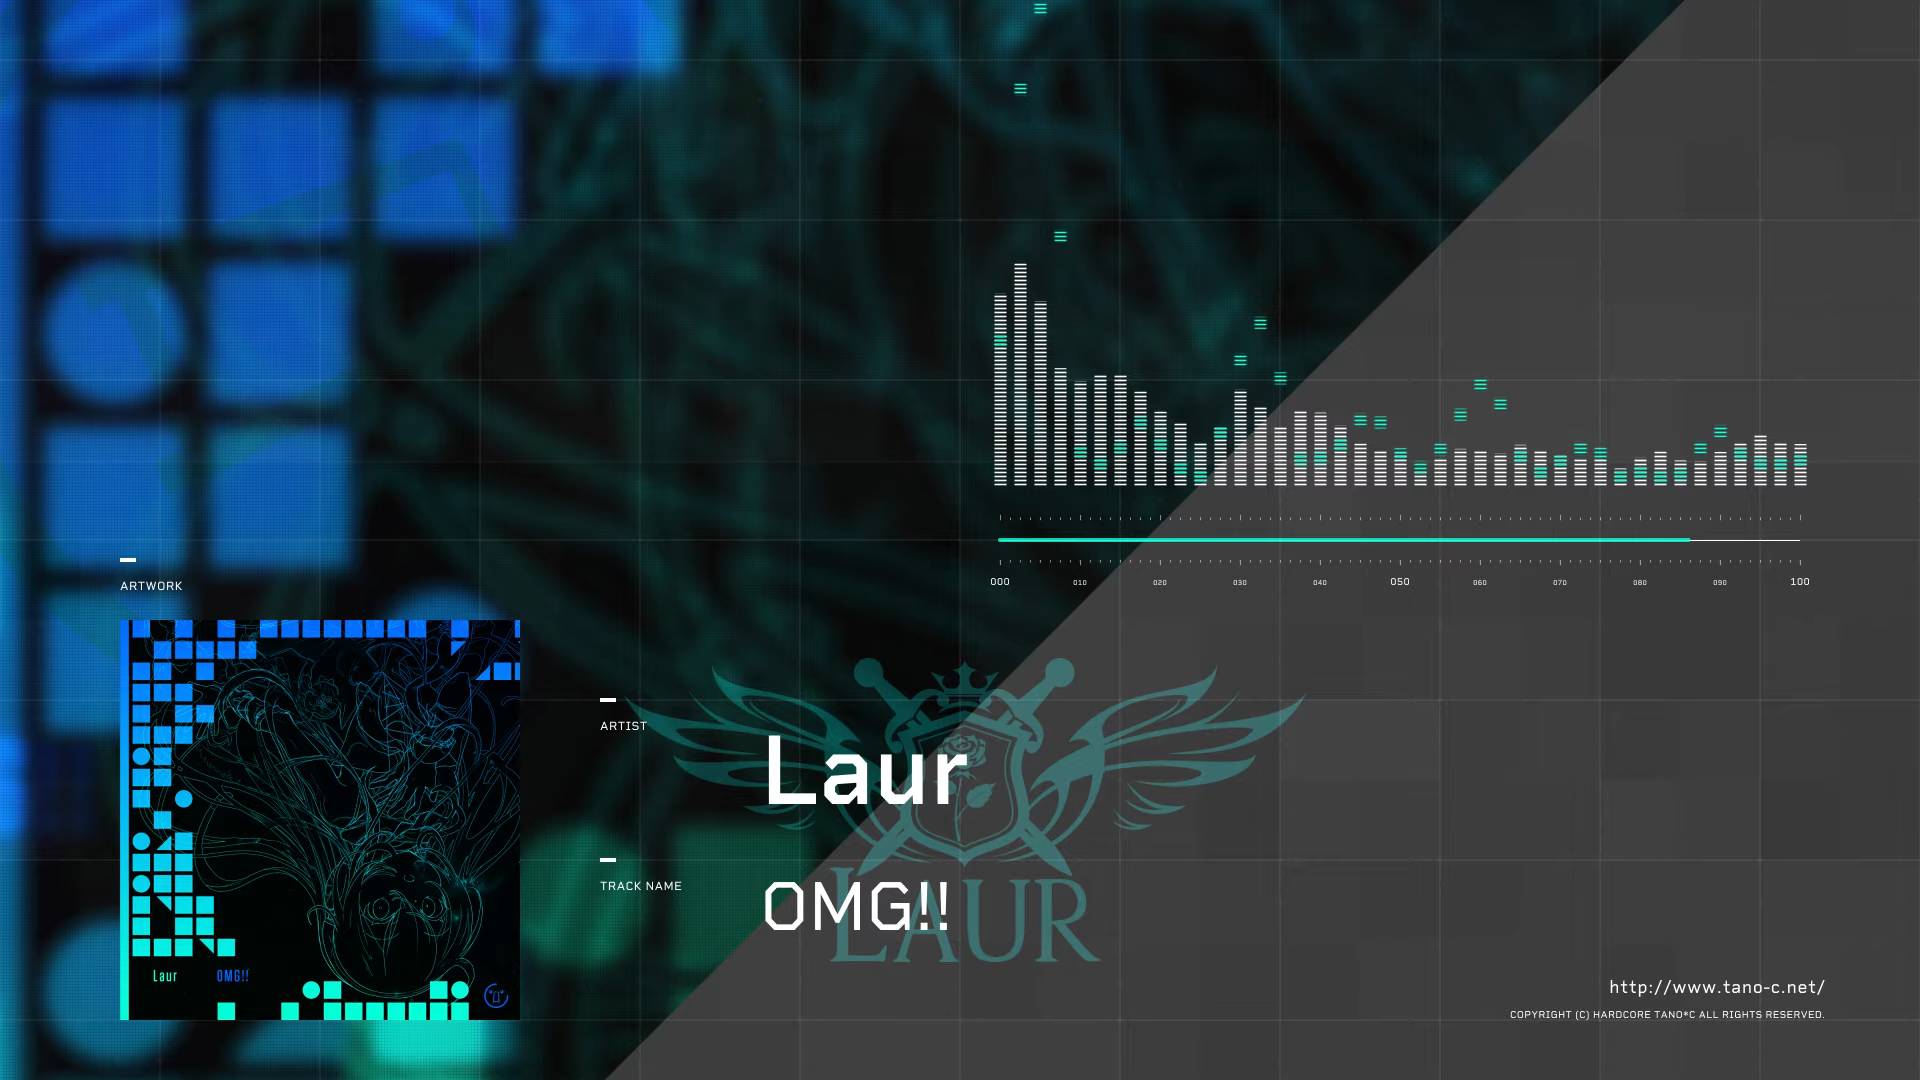 000 010 020 030 040 050 060 070 080 090 100
ARTWORK
Laur OMG!!
ARTIST
Laur
TRACK NAME
OMG!!
LAUR
http://www.tano-c.net/
COPYRIGHT (C) HARDCORE TANO*C ALL RIGHTS RESERVED.